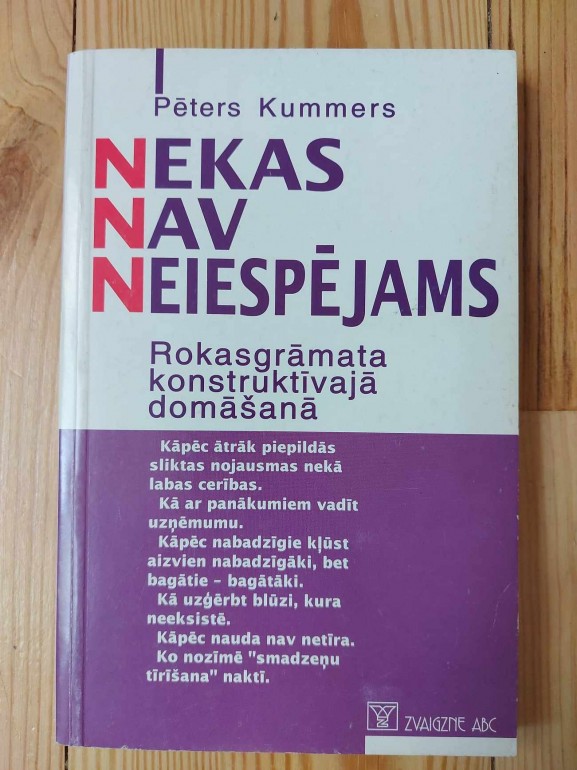 Pēters Kummers
NEKAS
NAV
NEIESPĒJAMS
Rokasgrāmata
konstruktīvajā
domāšanā
Kāpēc ātrāk piepildās
sliktas nojausmas nekā
labas cerības.
Kā ar panākumiem vadīt
uzņēmumu.
Kāpēc nabadzīgie kļūst
aizvien nabadzīgāki, bet
bagātie – bagātāki.
Kā uzģērbt blūzi, kura
neeksistē.
Kāpēc nauda nav netīra.
Ko nozīmē "smadzeņu
tīrīšana" naktī.
ZVAIGZNE ABC